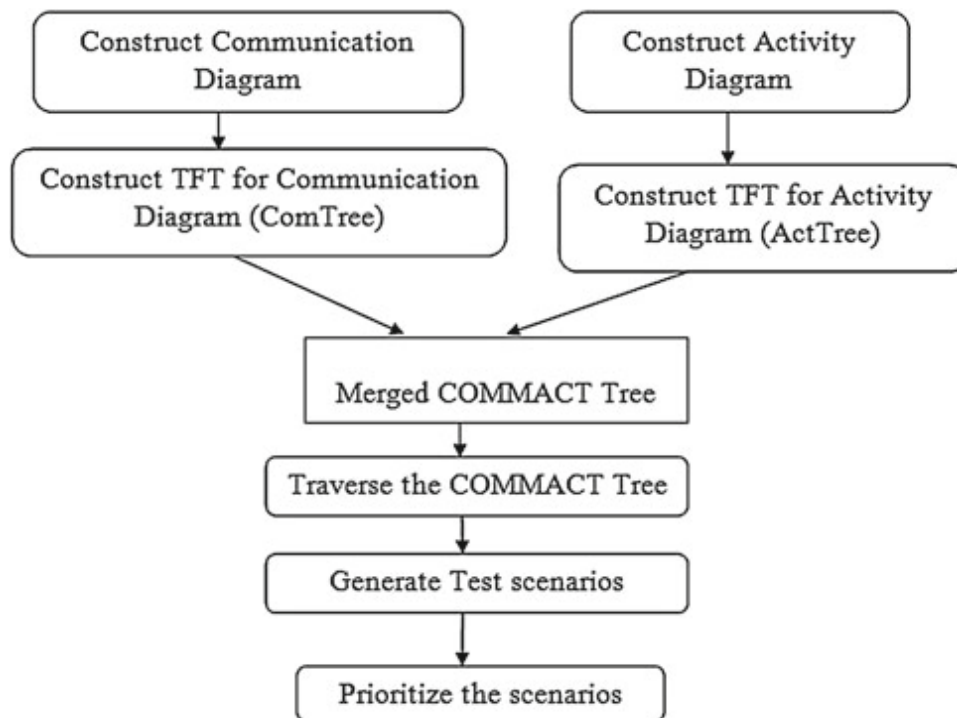 Construct Communication
Diagram
Construct Activity
Diagram
Construct TFT for Communication
Diagram (ComTree)
Construct TFT for Activity
Diagram (ActTree)
Merged COMMACT Tree
Traverse the COMMACT Tree
Generate Test scenarios
Prioritize the scenarios